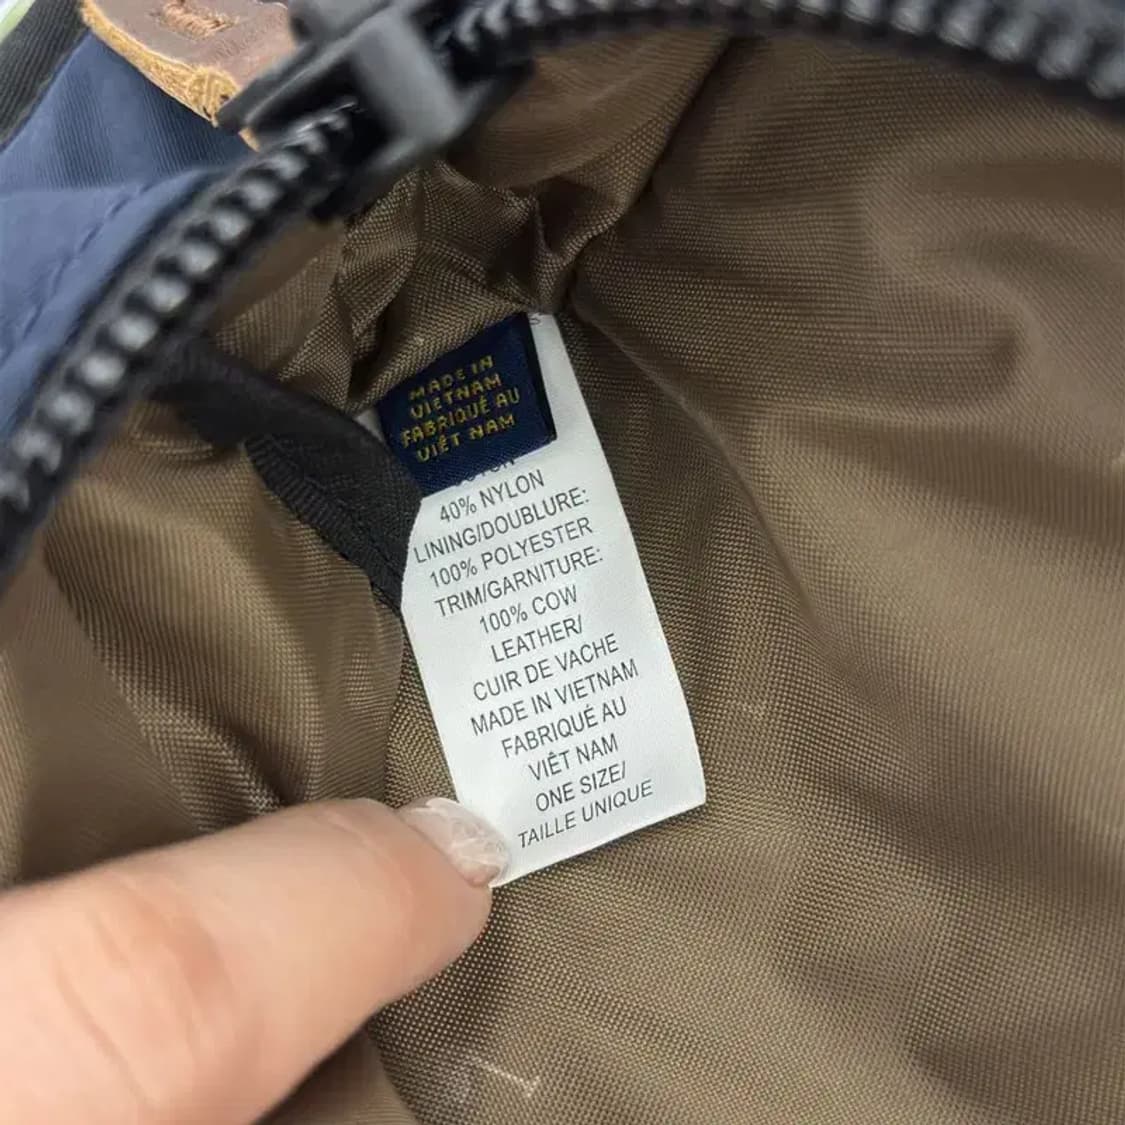 MADE IN
VIETNAM
FABRIQUÉ AU
VIÊT NAM
40% NYLON
LINING/DOUBLURE:
100% POLYESTER
TRIM/GARNITURE:
100% COW
LEATHER/
CUIR DE VACHE
MADE IN VIETNAM
FABRIQUÉ AU
VIÊT NAM
ONE SIZE/
TAILLE UNIQUE